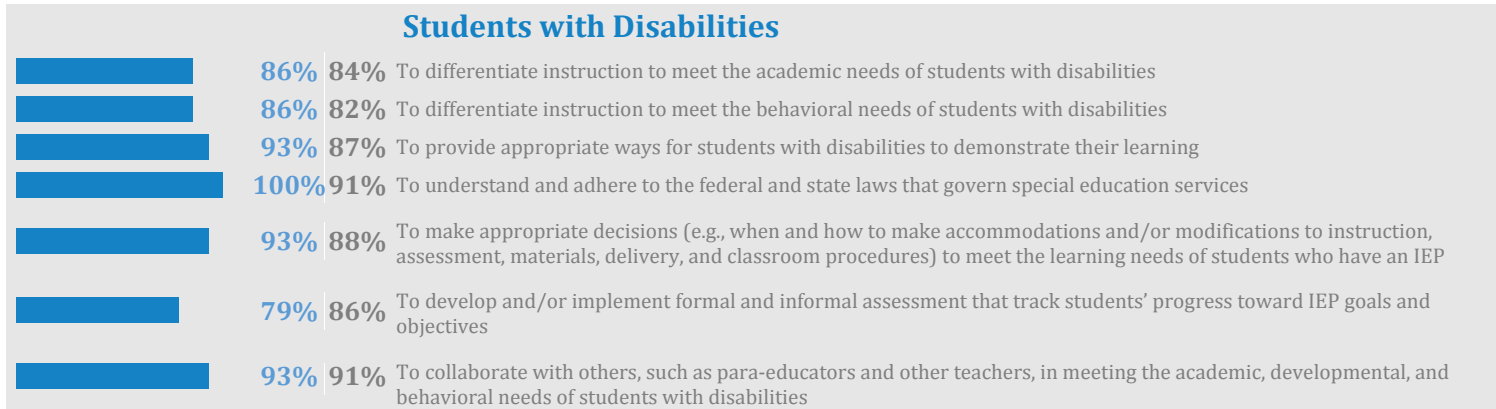 Students with Disabilities
86% 84% To differentiate instruction to meet the academic needs of students with disabilities
86% 82% To differentiate instruction to meet the behavioral needs of students with disabilities
93% 87% To provide appropriate ways for students with disabilities to demonstrate their learning
100% 91% To understand and adhere to the federal and state laws that govern special education services
93% 88% To make appropriate decisions (e.g., when and how to make accommodations and/or modifications to instruction,
assessment, materials, delivery, and classroom procedures) to meet the learning needs of students who have an IEP
79% 86% To develop and/or implement formal and informal assessment that track students’ progress toward IEP goals and
objectives
93% 91% To collaborate with others, such as para-educators and other teachers, in meeting the academic, developmental, and
behavioral needs of students with disabilities